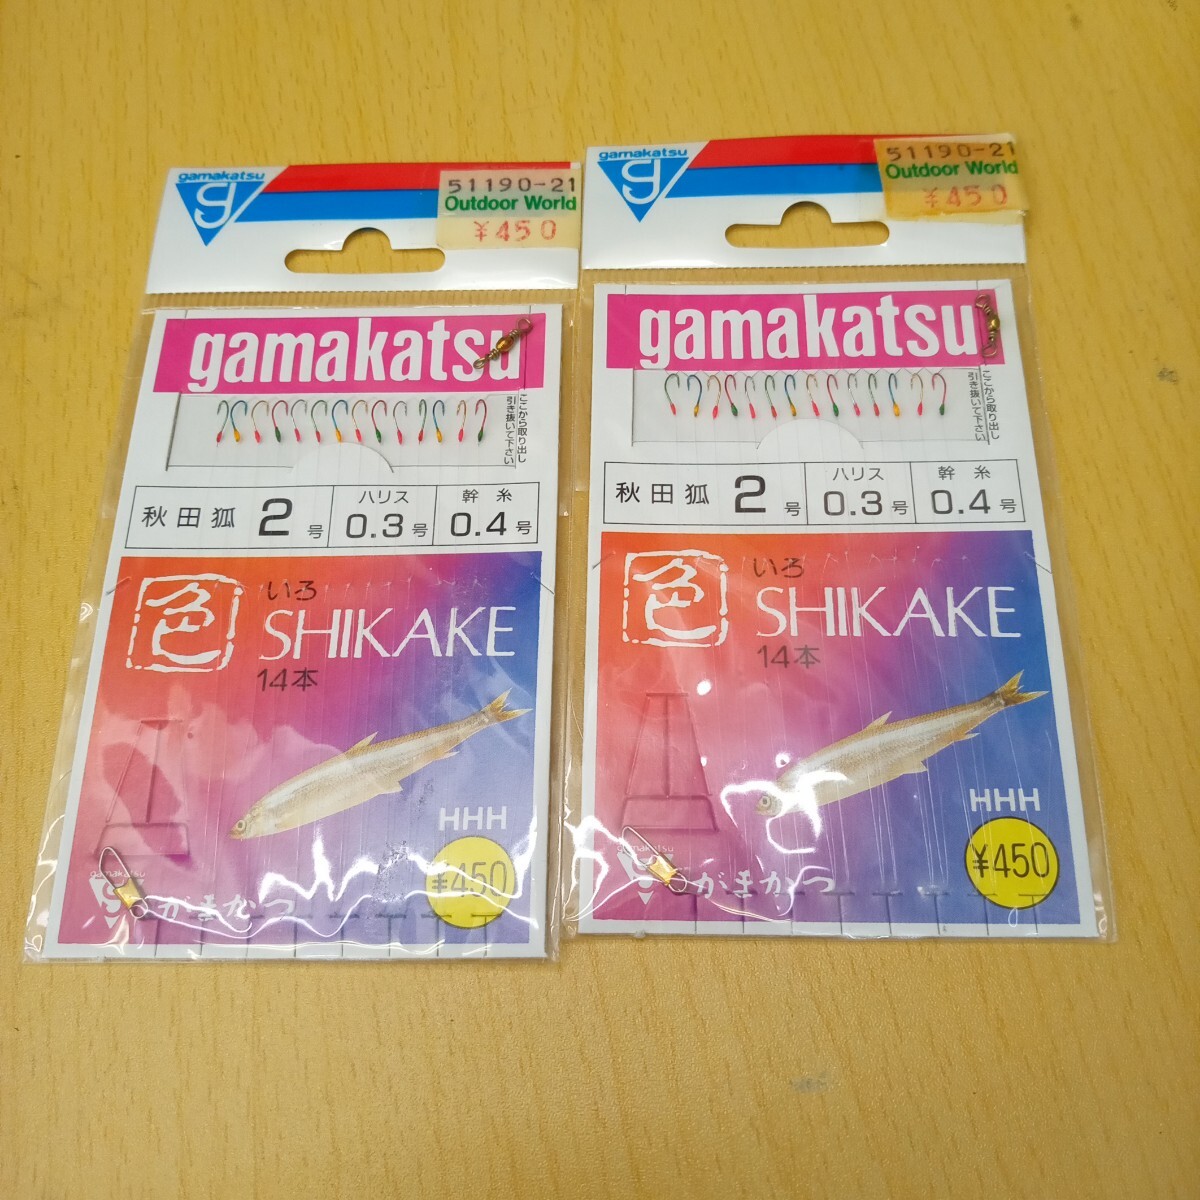 gamakatsu
51190-21
Outdoor World
¥450
gamakatsu
ここから取り出し
引き抜いて下さい
秋田狐 2号
ハリス
0.3号
幹糸
0.4号
色
いろ
SHIKAKE
14本
HHH
¥450
gamakatsu
がまかつ
gamakatsu
51190-21
Outdoor World
¥450
gamakatsu
ここから取り出し
引き抜いて下さい
秋田狐 2号
ハリス
0.3号
幹糸
0.4号
色
いろ
SHIKAKE
14本
HHH
¥450
gamakatsu
がまかつ